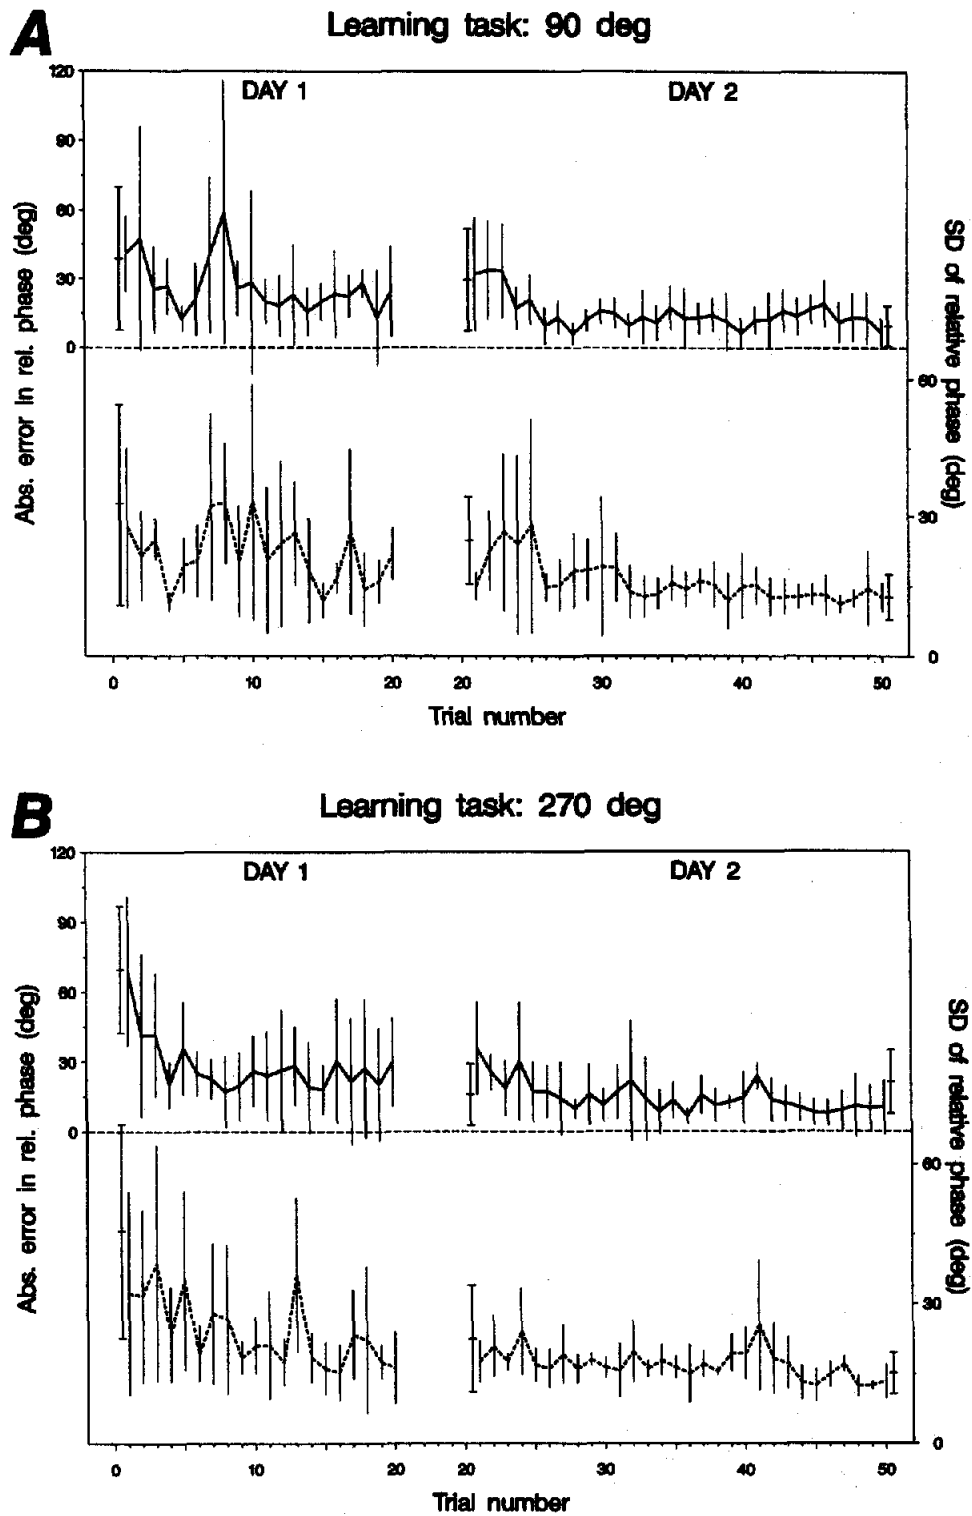 A
Learning task: 90 deg
DAY 1
DAY 2
120
90
60
30
0
Abs. error in rel. phase (deg)
60
30
0
SD of relative phase (deg)
0 10 20 20 30 40 50
Trial number
B
Learning task: 270 deg
DAY 1
DAY 2
120
90
60
30
0
Abs. error in rel. phase (deg)
60
30
0
SD of relative phase (deg)
0 10 20 20 30 40 50
Trial number